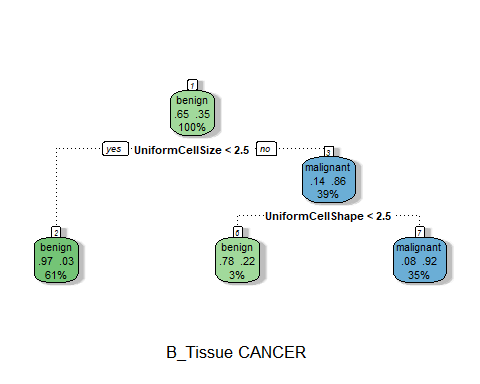 1
benign
.65 .35
100%
yes UniformCellSize < 2.5 no
3
malignant
.14 .86
39%
UniformCellShape < 2.5
2
benign
.97 .03
61%
6
benign
.78 .22
3%
7
malignant
.08 .92
35%
B_Tissue CANCER